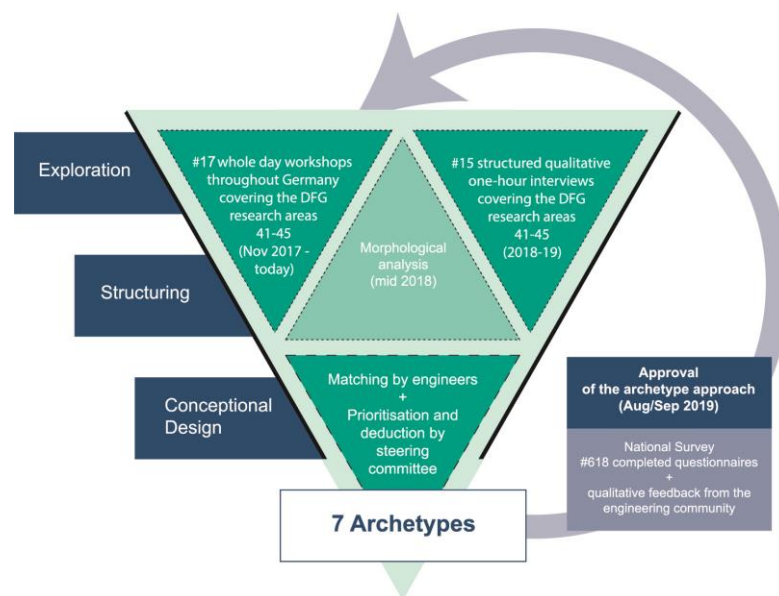 Exploration
#17 whole day workshops
throughout Germany
covering the DFG
research areas
41-45
(Nov 2017 -
today)
#15 structured qualitative
one-hour interviews
covering the DFG
research areas
41-45
(2018-19)
Structuring
Morphological
analysis
(mid 2018)
Conceptional
Design
Matching by engineers
+
Prioritisation and
deduction by
steering
committee
Approval
of the archetype approach
(Aug/Sep 2019)
National Survey
#618 completed questionnaires
+
qualitative feedback from the
engineering community
7 Archetypes